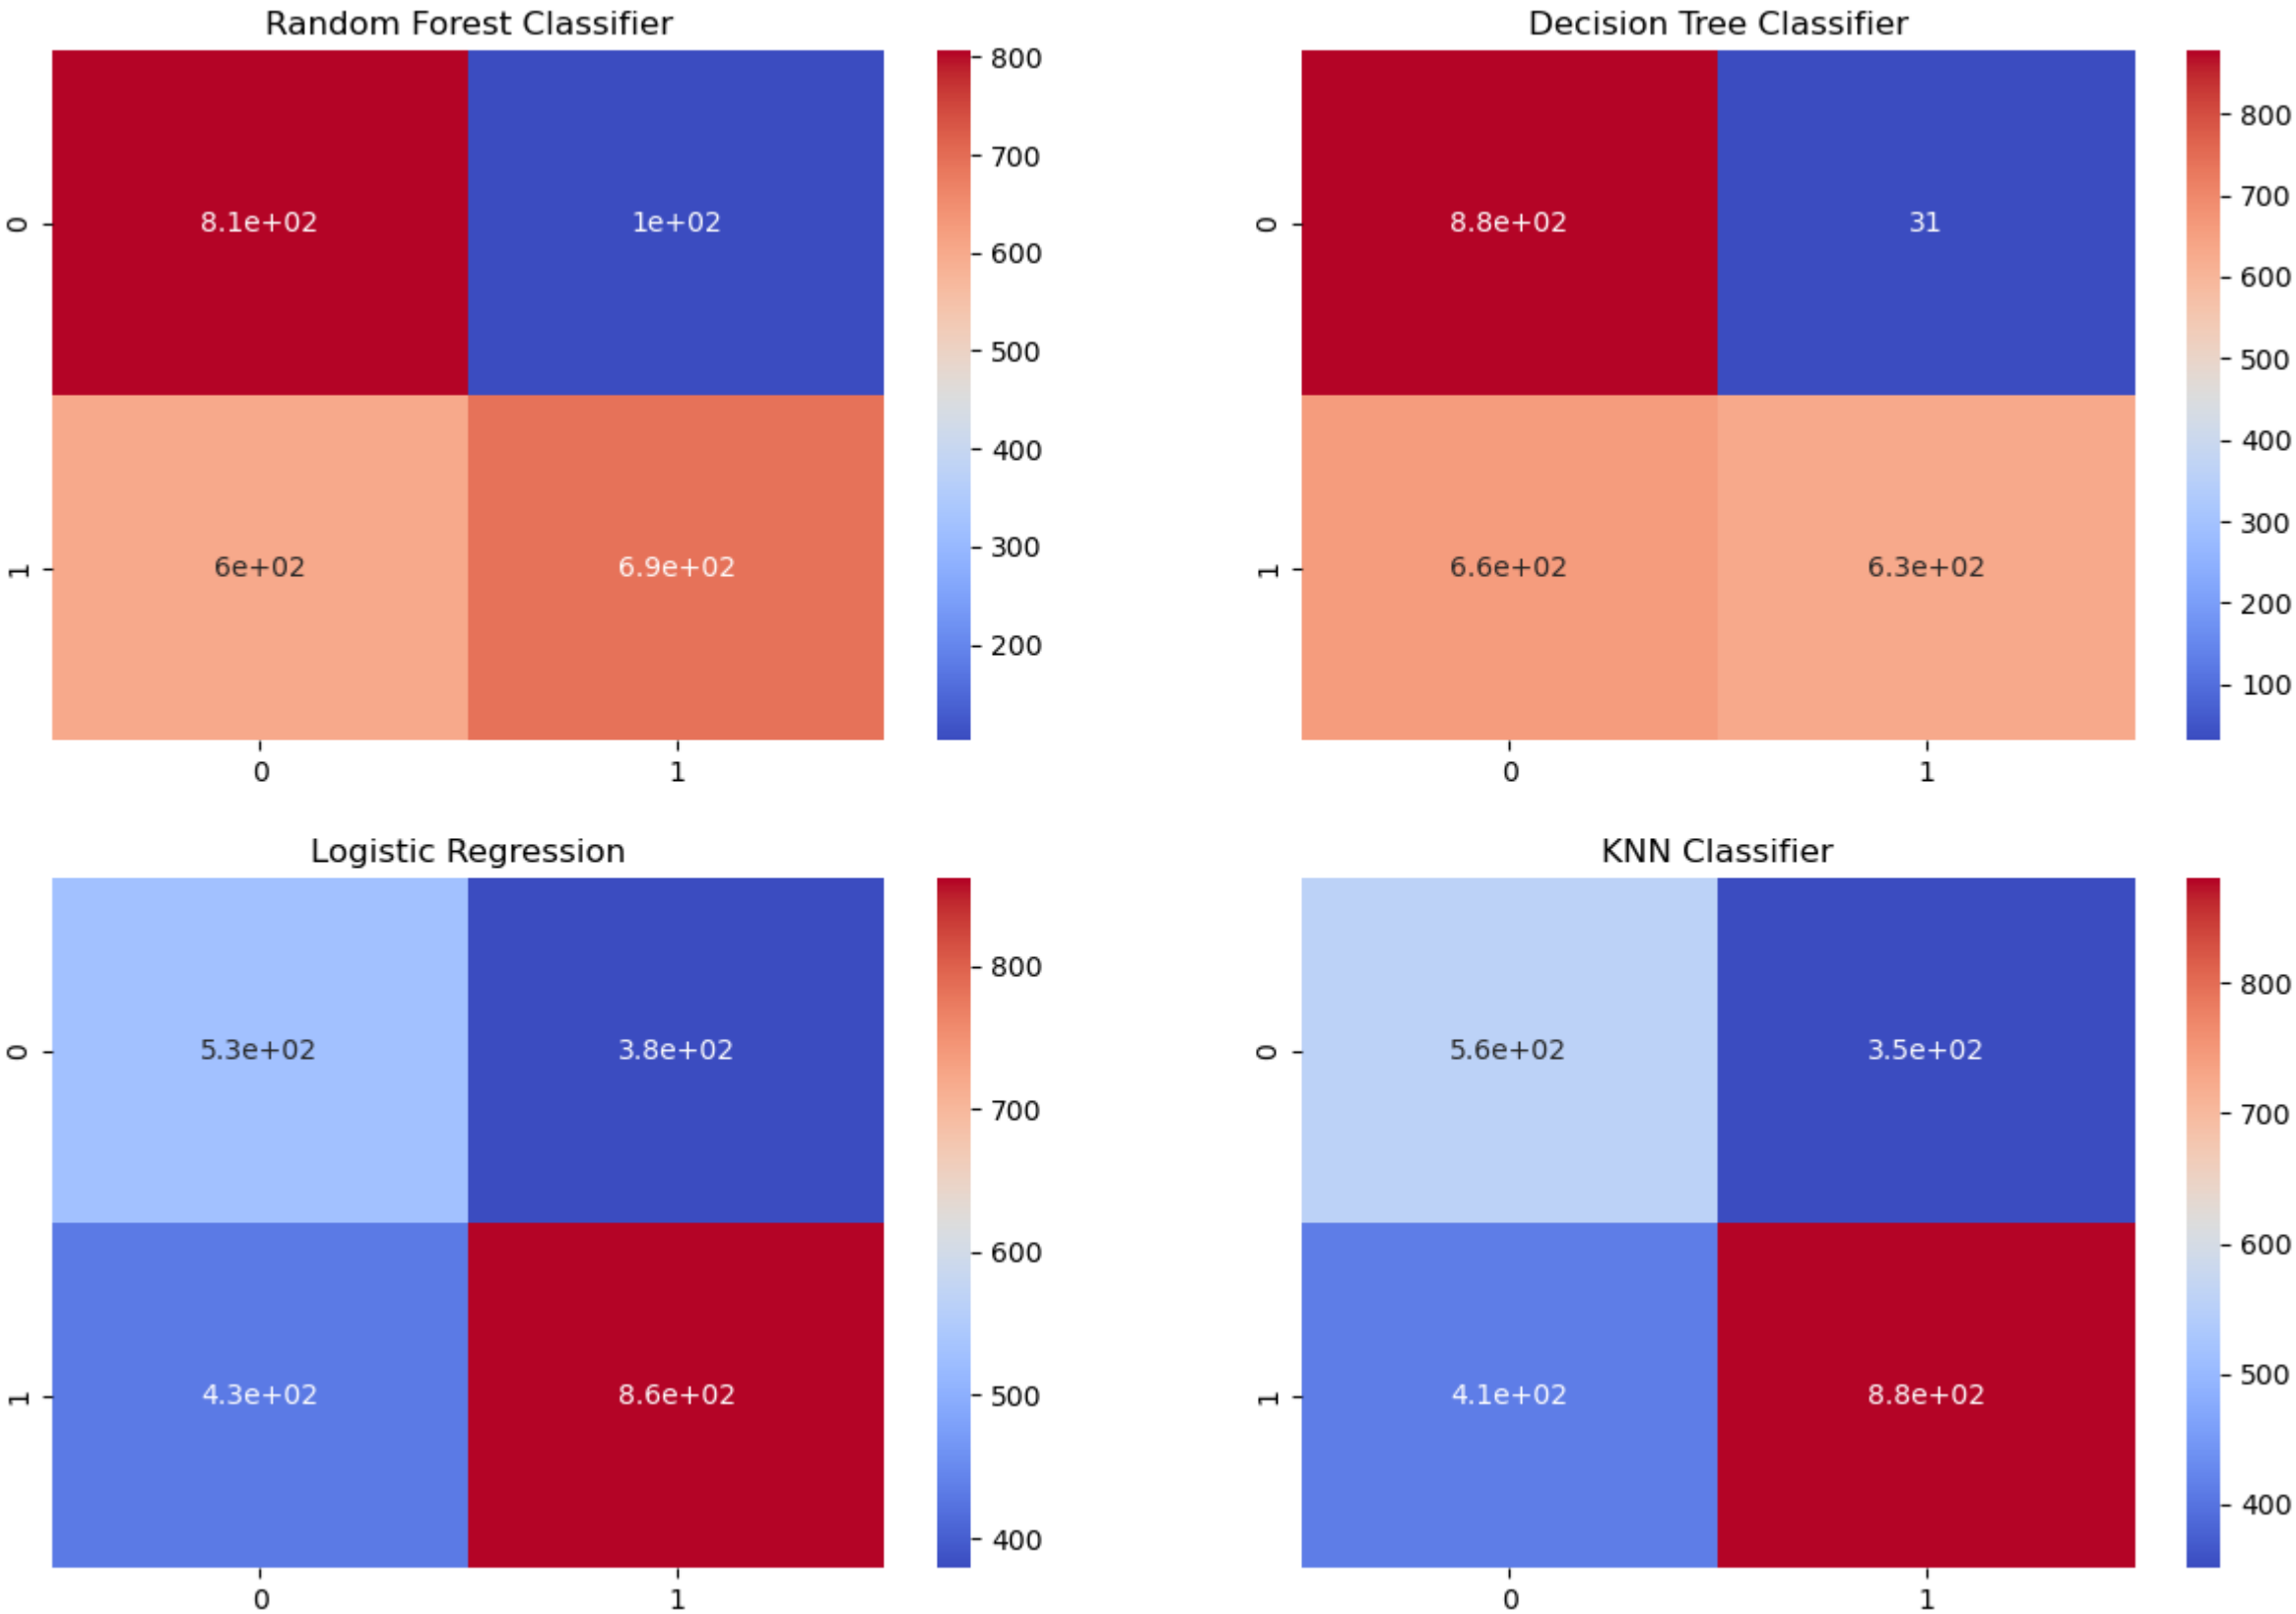 Random Forest Classifier
0
8.1e+02
1e+02
1
6e+02
6.9e+02
0
1
800
700
600
500
400
300
200
Decision Tree Classifier
0
8.8e+02
31
1
6.6e+02
6.3e+02
0
1
800
700
600
500
400
300
200
100
Logistic Regression
0
5.3e+02
3.8e+02
1
4.3e+02
8.6e+02
0
1
800
700
600
500
400
KNN Classifier
0
5.6e+02
3.5e+02
1
4.1e+02
8.8e+02
0
1
800
700
600
500
400